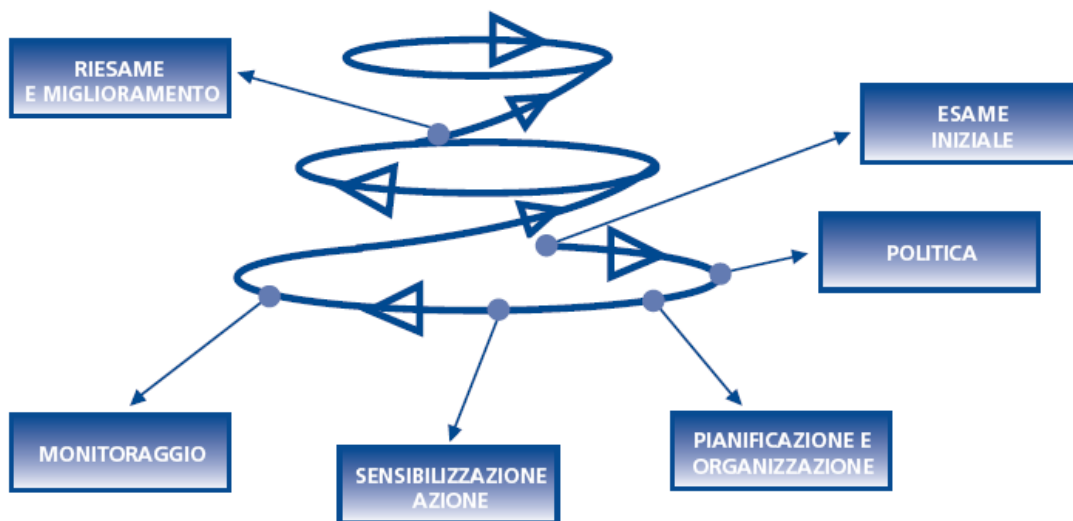 RIESAME
E MIGLIORAMENTO
ESAME
INIZIALE
POLITICA
MONITORAGGIO
SENSIBILIZZAZIONE
AZIONE
PIANIFICAZIONE E
ORGANIZZAZIONE